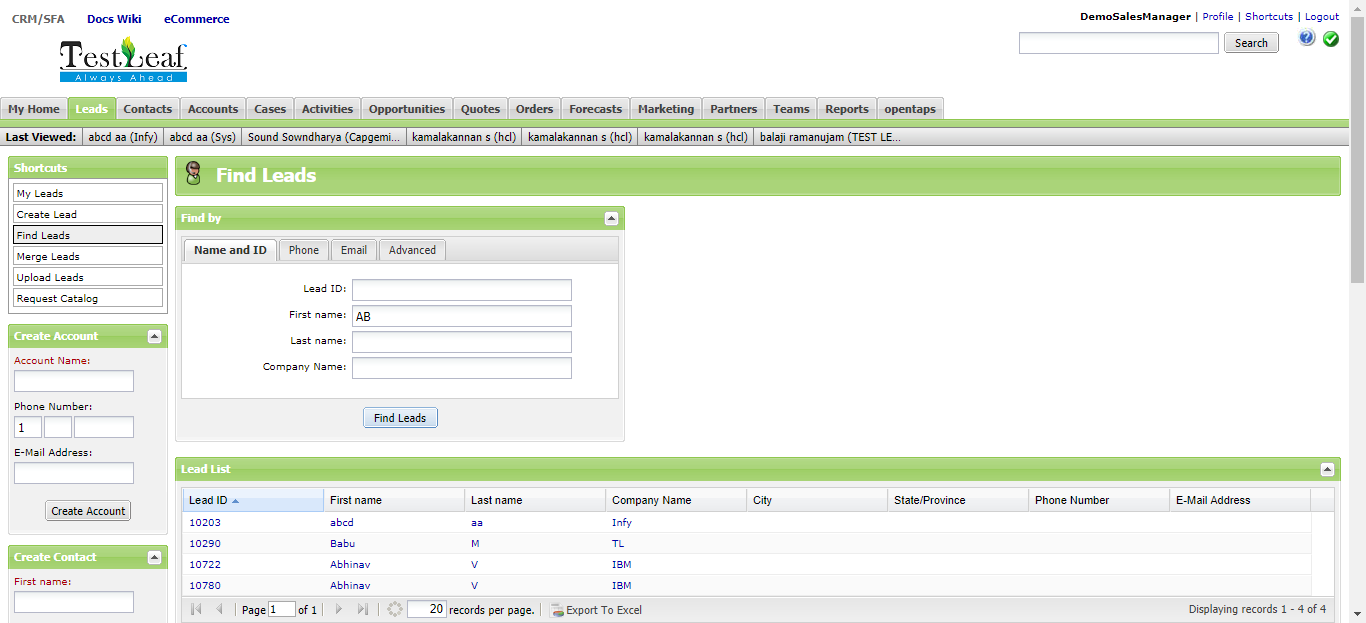 CRM/SFA Docs Wiki eCommerce
DemoSalesManager | Profile | Shortcuts | Logout
Search
TestLeaf
Always Ahead
My Home Leads Contacts Accounts Cases Activities Opportunities Quotes Orders Forecasts Marketing Partners Teams Reports opentaps
Last Viewed: abcd aa (Infy) abcd aa (Sys) Sound Sowndharya (Capgemi... kamalakannan s (hcl) kamalakannan s (hcl) kamalakannan s (hcl) balaji ramanujam (TEST LE...
Shortcuts
My Leads
Create Lead
Find Leads
Merge Leads
Upload Leads
Request Catalog
Create Account
Account Name:
Phone Number:
1
E-Mail Address:
Create Account
Create Contact
First name:
Find Leads
Find by
Name and ID Phone Email Advanced
Lead ID:
First name: AB
Last name:
Company Name:
Find Leads
Lead List
Lead ID First name Last name Company Name City State/Province Phone Number E-Mail Address
10203 abcd aa Infy
10290 Babu M TL
10722 Abhinav V IBM
10780 Abhinav V IBM
Page 1 of 1 20 records per page. Export To Excel Displaying records 1 - 4 of 4